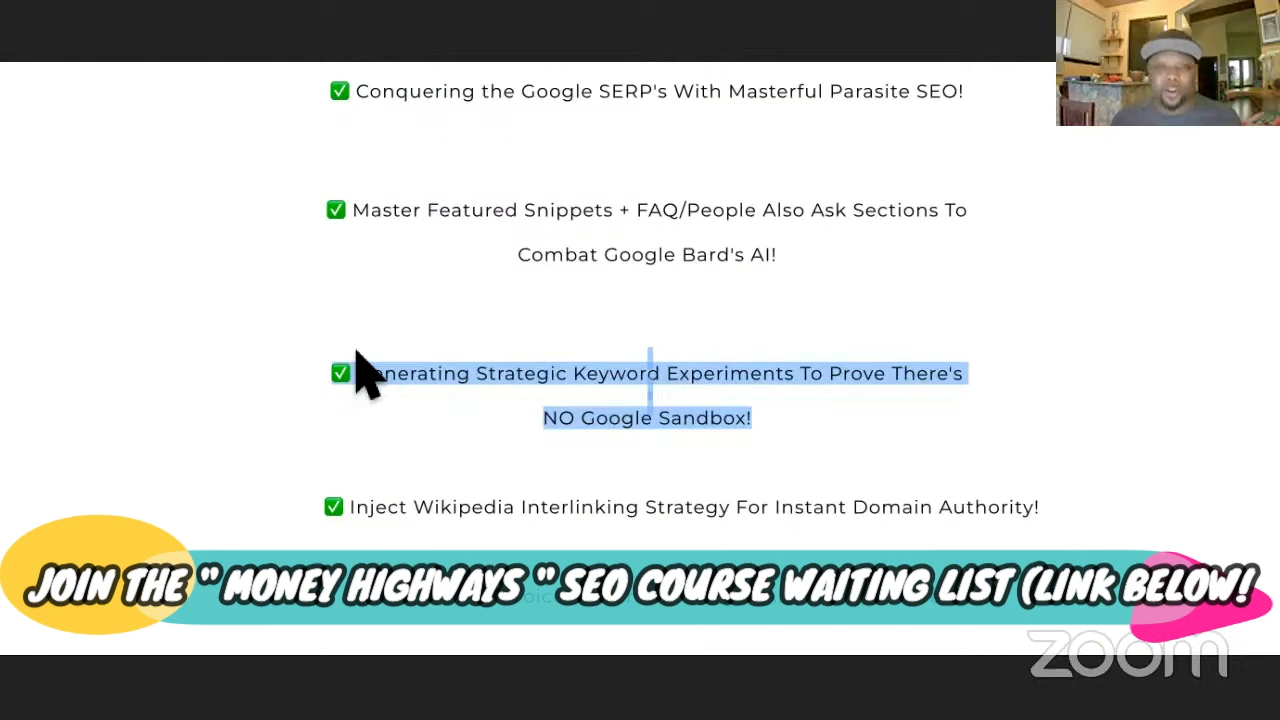 ✅ Conquering the Google SERP's With Masterful Parasite SEO!
✅ Master Featured Snippets + FAQ/People Also Ask Sections To
Combat Google Bard's AI!
✅ Generating Strategic Keyword Experiments To Prove There's
NO Google Sandbox!
✅ Inject Wikipedia Interlinking Strategy For Instant Domain Authority!
JOIN THE " MONEY HIGHWAYS " SEO COURSE WAITING LIST (LINK BELOW!
zoom